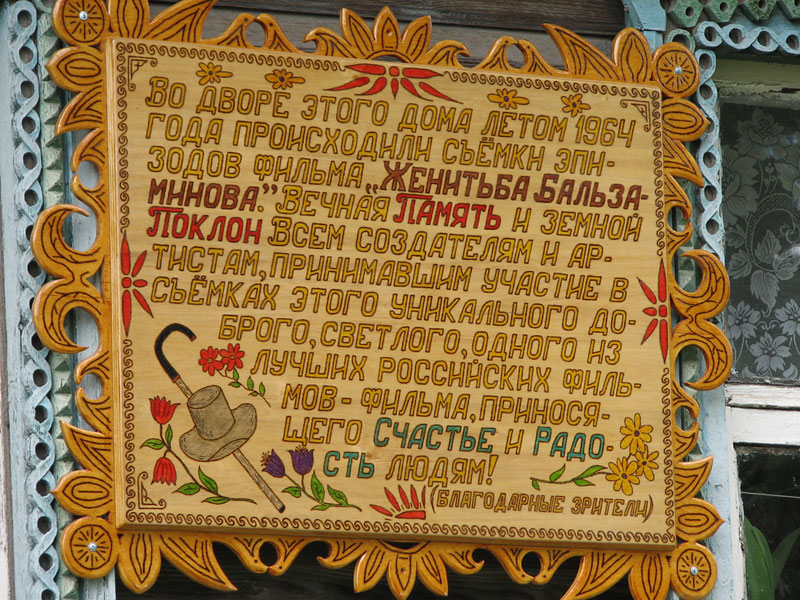 Во дворе этого дома летом 1964
года происходили съёмки эпи-
зодов фильма „Женитьба Бальза-
минова”. Вечная Память и земной
Поклон Всем создателям и ар-
тистам, принимавшим участие в
съёмках этого уникального до-
брого, светлого, одного из
лучших российских филь-
мов - фильма, принося-
щего Счастье и Радо-
сть людям!
(Благодарные зрители)